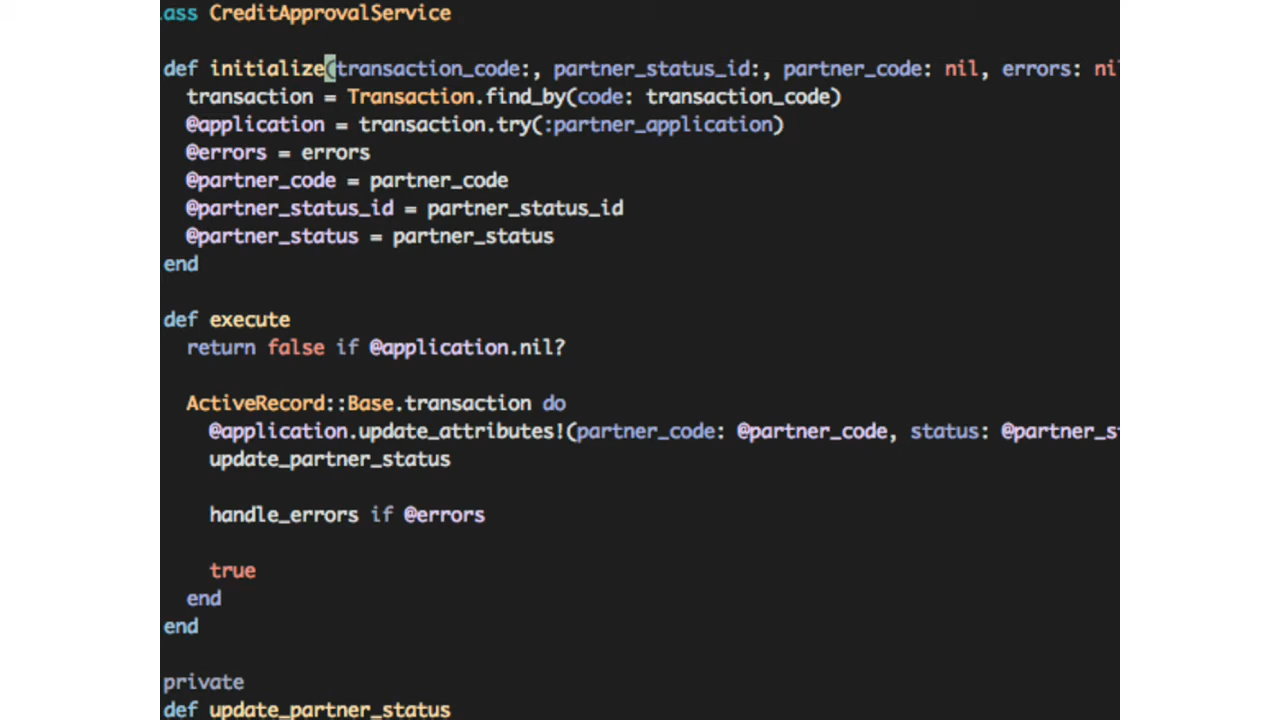 ass CreditApprovalService
def initialize(transaction_code:, partner_status_id:, partner_code: nil, errors: ni
transaction = Transaction.find_by(code: transaction_code)
@application = transaction.try(:partner_application)
@errors = errors
@partner_code = partner_code
@partner_status_id = partner_status_id
@partner_status = partner_status
end
def execute
return false if @application.nil?
ActiveRecord::Base.transaction do
@application.update_attributes!(partner_code: @partner_code, status: @partner_s
update_partner_status
handle_errors if @errors
true
end
end
private
def update_partner_status